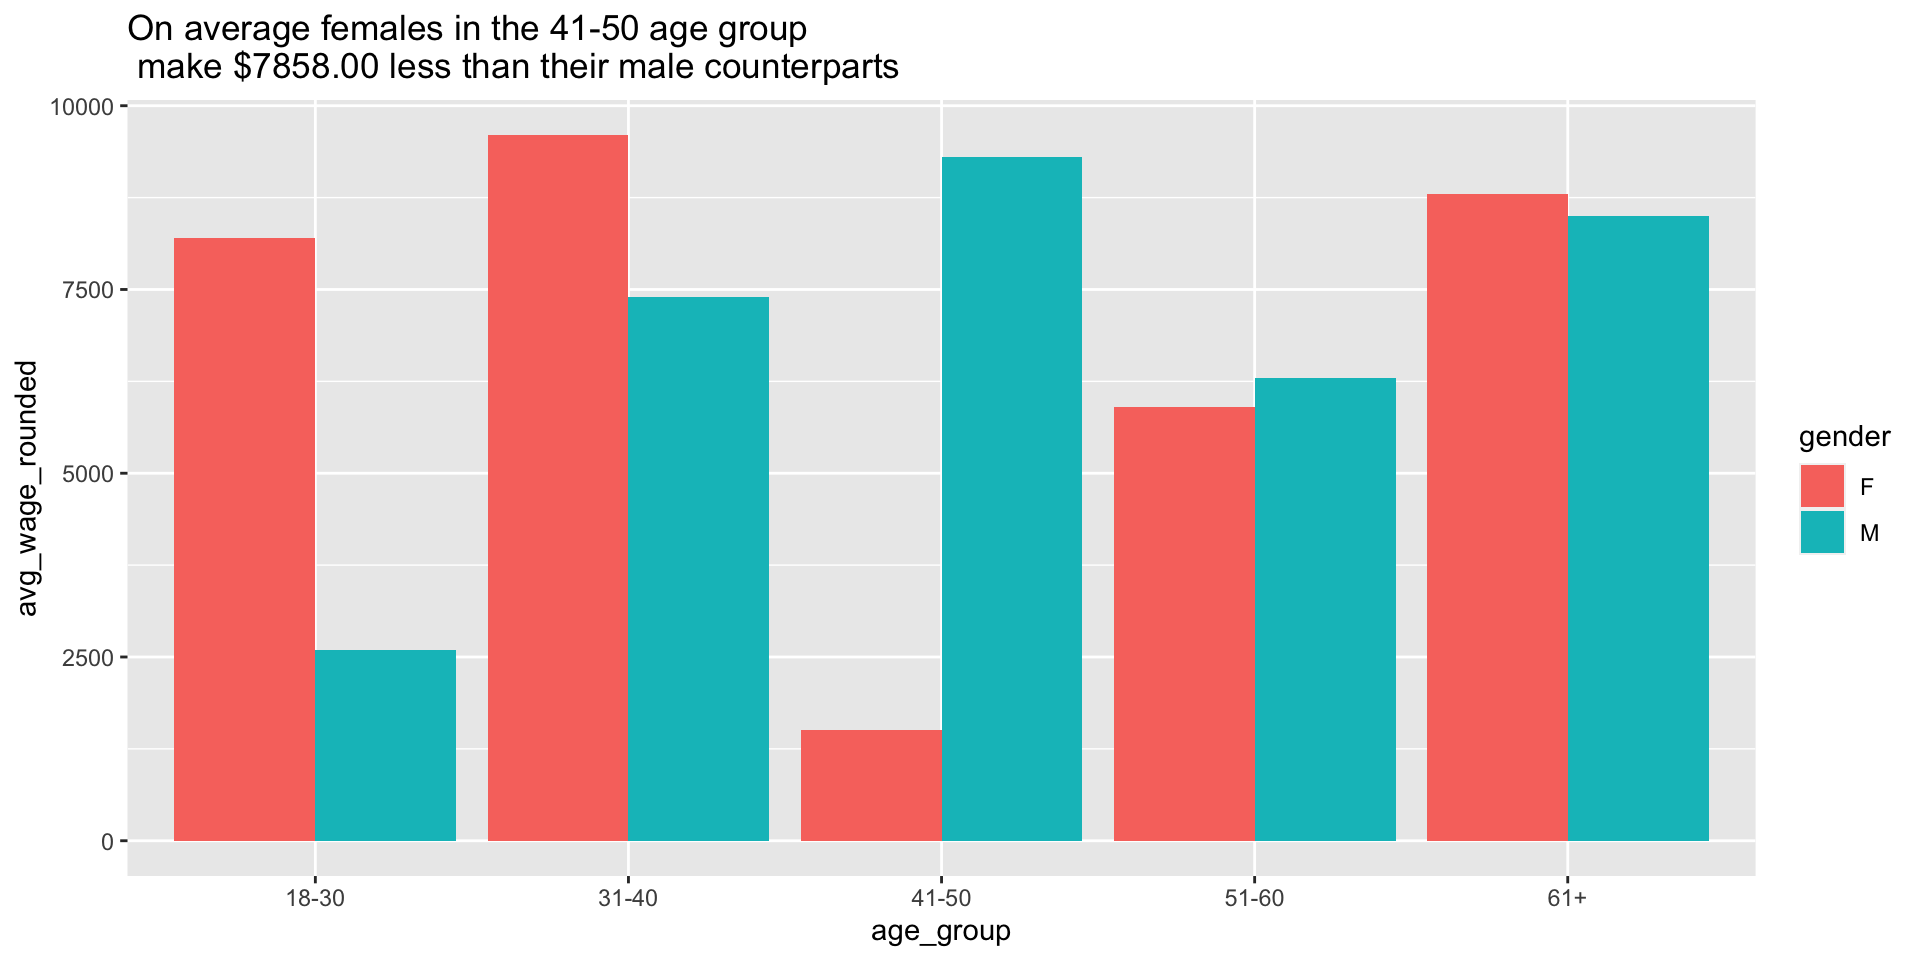 On average females in the 41-50 age group
make $7858.00 less than their male counterparts
10000
7500
5000
2500
0
avg_wage_rounded
18-30 31-40 41-50 51-60 61+
age_group
gender
F
M